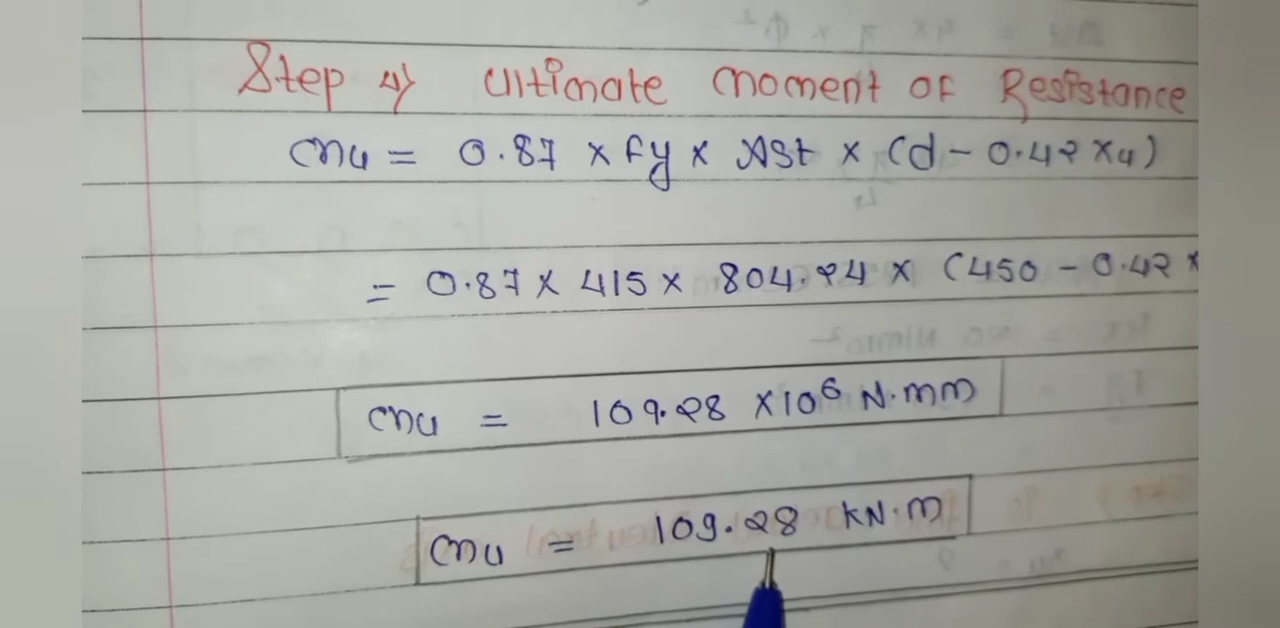 Step 4) Ultimate moment of Resistance
Mu = 0.87 × fy × Ast × (d - 0.42 xu)
= 0.87 × 415 × 804.24 × (450 - 0.42 ×
Mu = 109.28 × 10⁶ N.mm
Mu = 109.28 KN.m